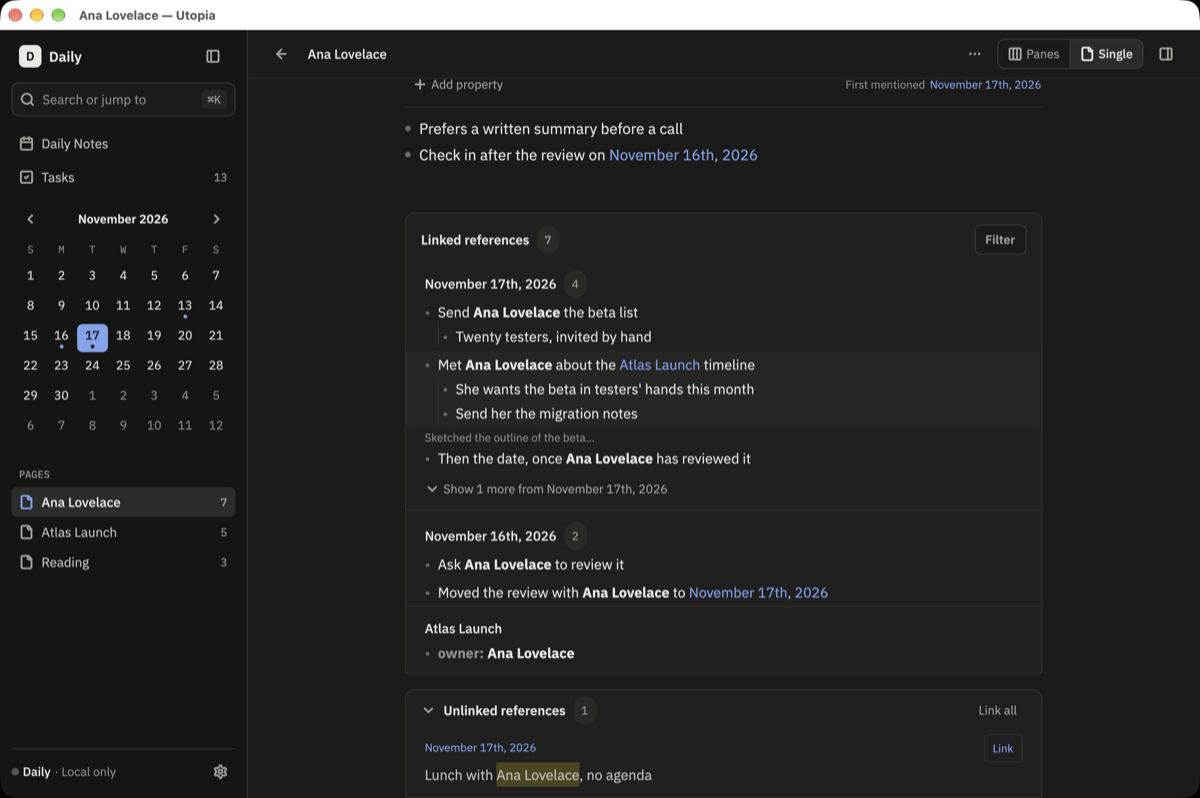 Ana Lovelace — Utopia
D Daily
Search or jump to ⌘K
Daily Notes
Tasks 13
November 2026
S M T W T F S
1 2 3 4 5 6 7
8 9 10 11 12 13 14
15 16 17 18 19 20 21
22 23 24 25 26 27 28
29 30 1 2 3 4 5
6 7 8 9 10 11 12
PAGES
Ana Lovelace 7
Atlas Launch 5
Reading 3
Daily · Local only
Ana Lovelace
Panes Single
Add property First mentioned November 17th, 2026
Prefers a written summary before a call
Check in after the review on November 16th, 2026
Linked references 7 Filter
November 17th, 2026 4
Send Ana Lovelace the beta list
Twenty testers, invited by hand
Met Ana Lovelace about the Atlas Launch timeline
She wants the beta in testers' hands this month
Send her the migration notes
Sketched the outline of the beta...
Then the date, once Ana Lovelace has reviewed it
Show 1 more from November 17th, 2026
November 16th, 2026 2
Ask Ana Lovelace to review it
Moved the review with Ana Lovelace to November 17th, 2026
Atlas Launch
owner: Ana Lovelace
Unlinked references 1 Link all
November 17th, 2026 Link
Lunch with Ana Lovelace, no agenda